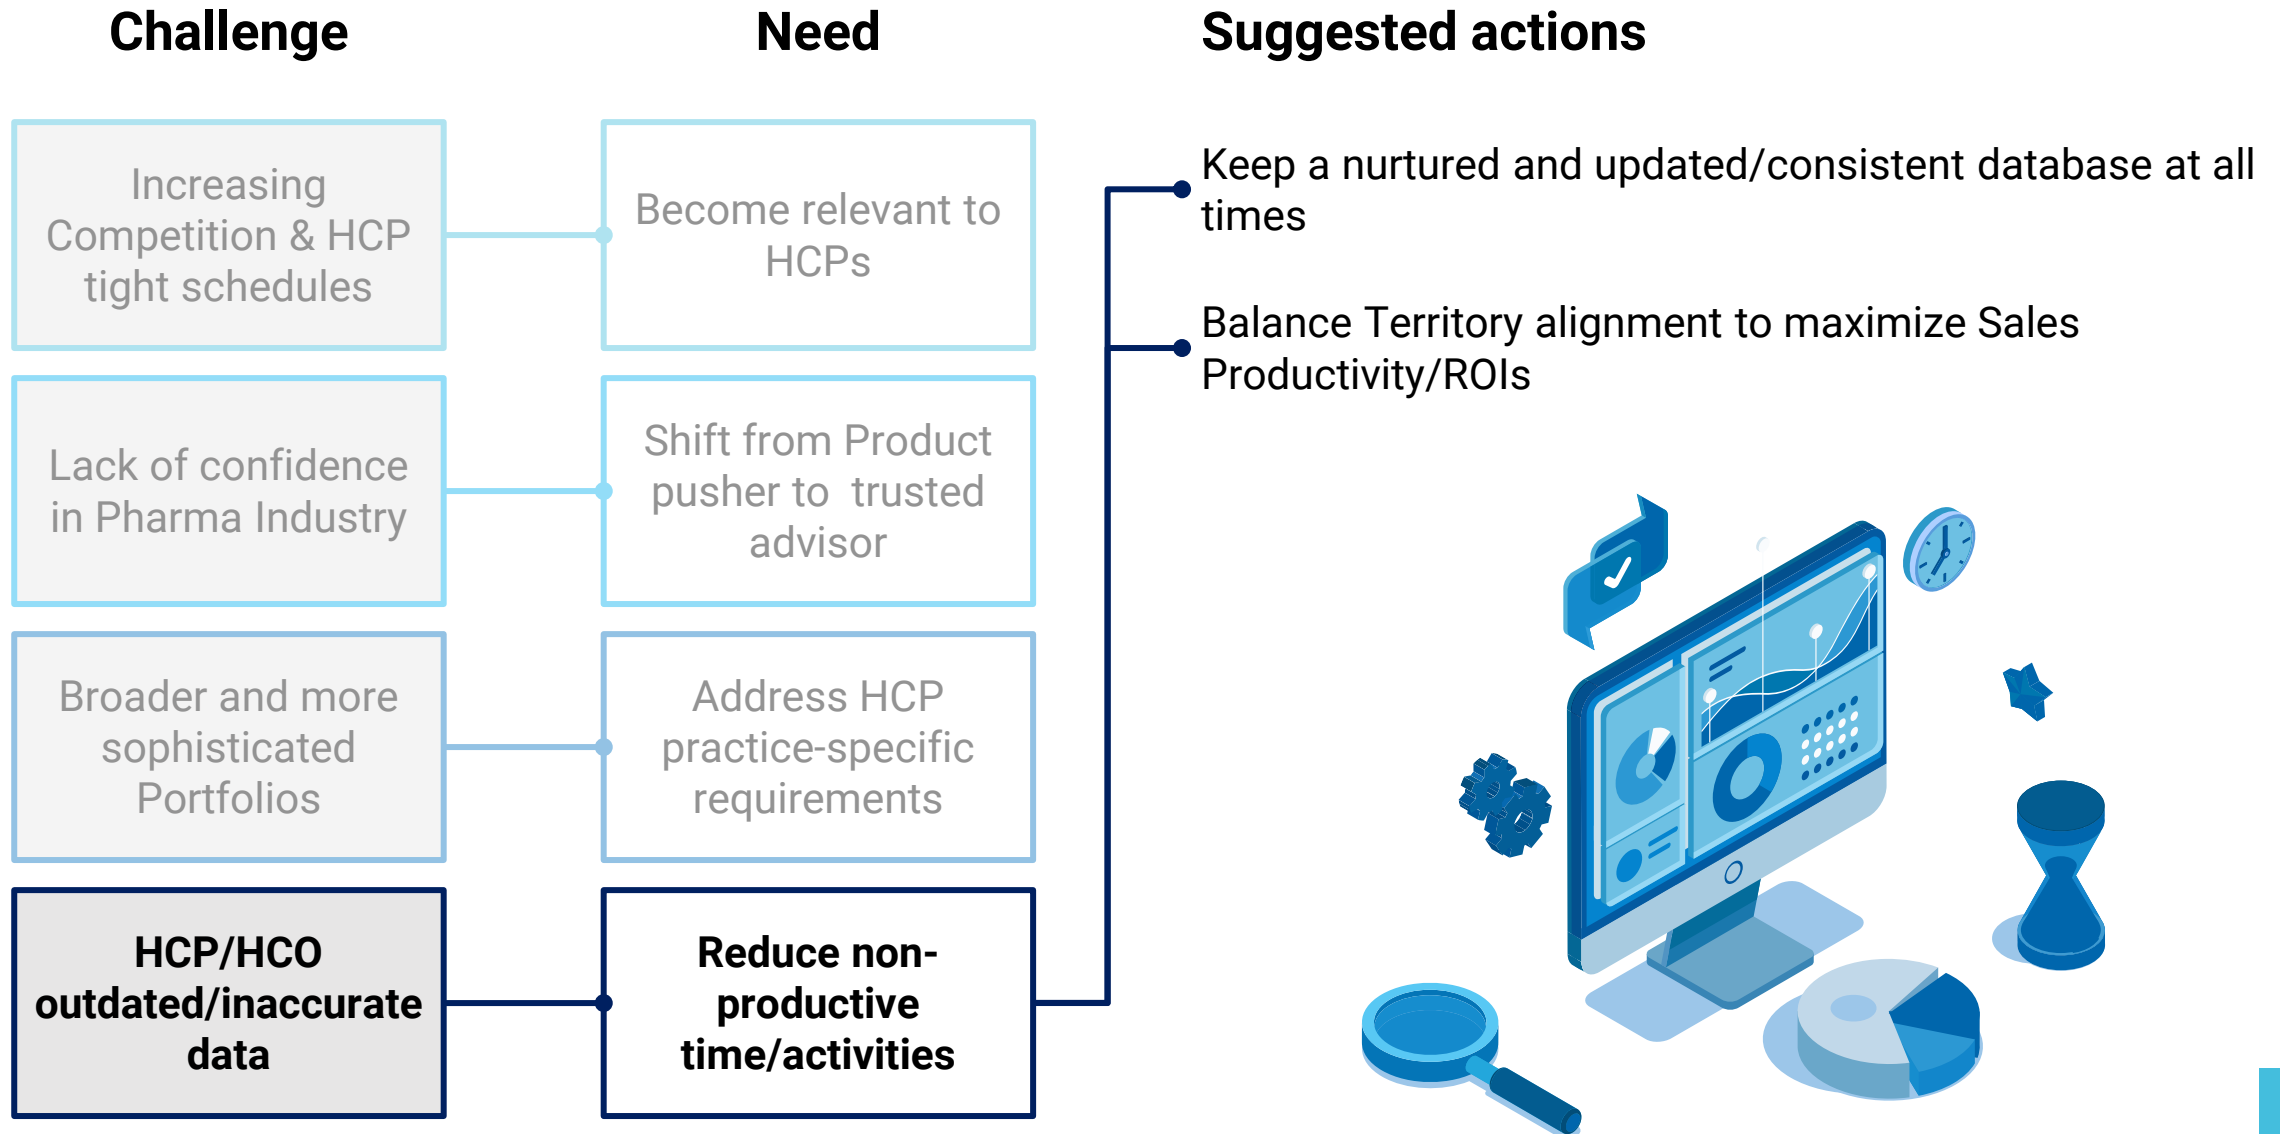 Challenge
Need
Suggested actions
Increasing
Competition & HCP
tight schedules
Become relevant to
HCPs
Keep a nurtured and updated/consistent database at all
times
Balance Territory alignment to maximize Sales
Productivity/ROIs
Lack of confidence
in Pharma Industry
Shift from Product
pusher to  trusted
advisor
Broader and more
sophisticated
Portfolios
Address HCP
practice-specific
requirements
HCP/HCO
outdated/inaccurate
data
Reduce non-
productive
time/activities